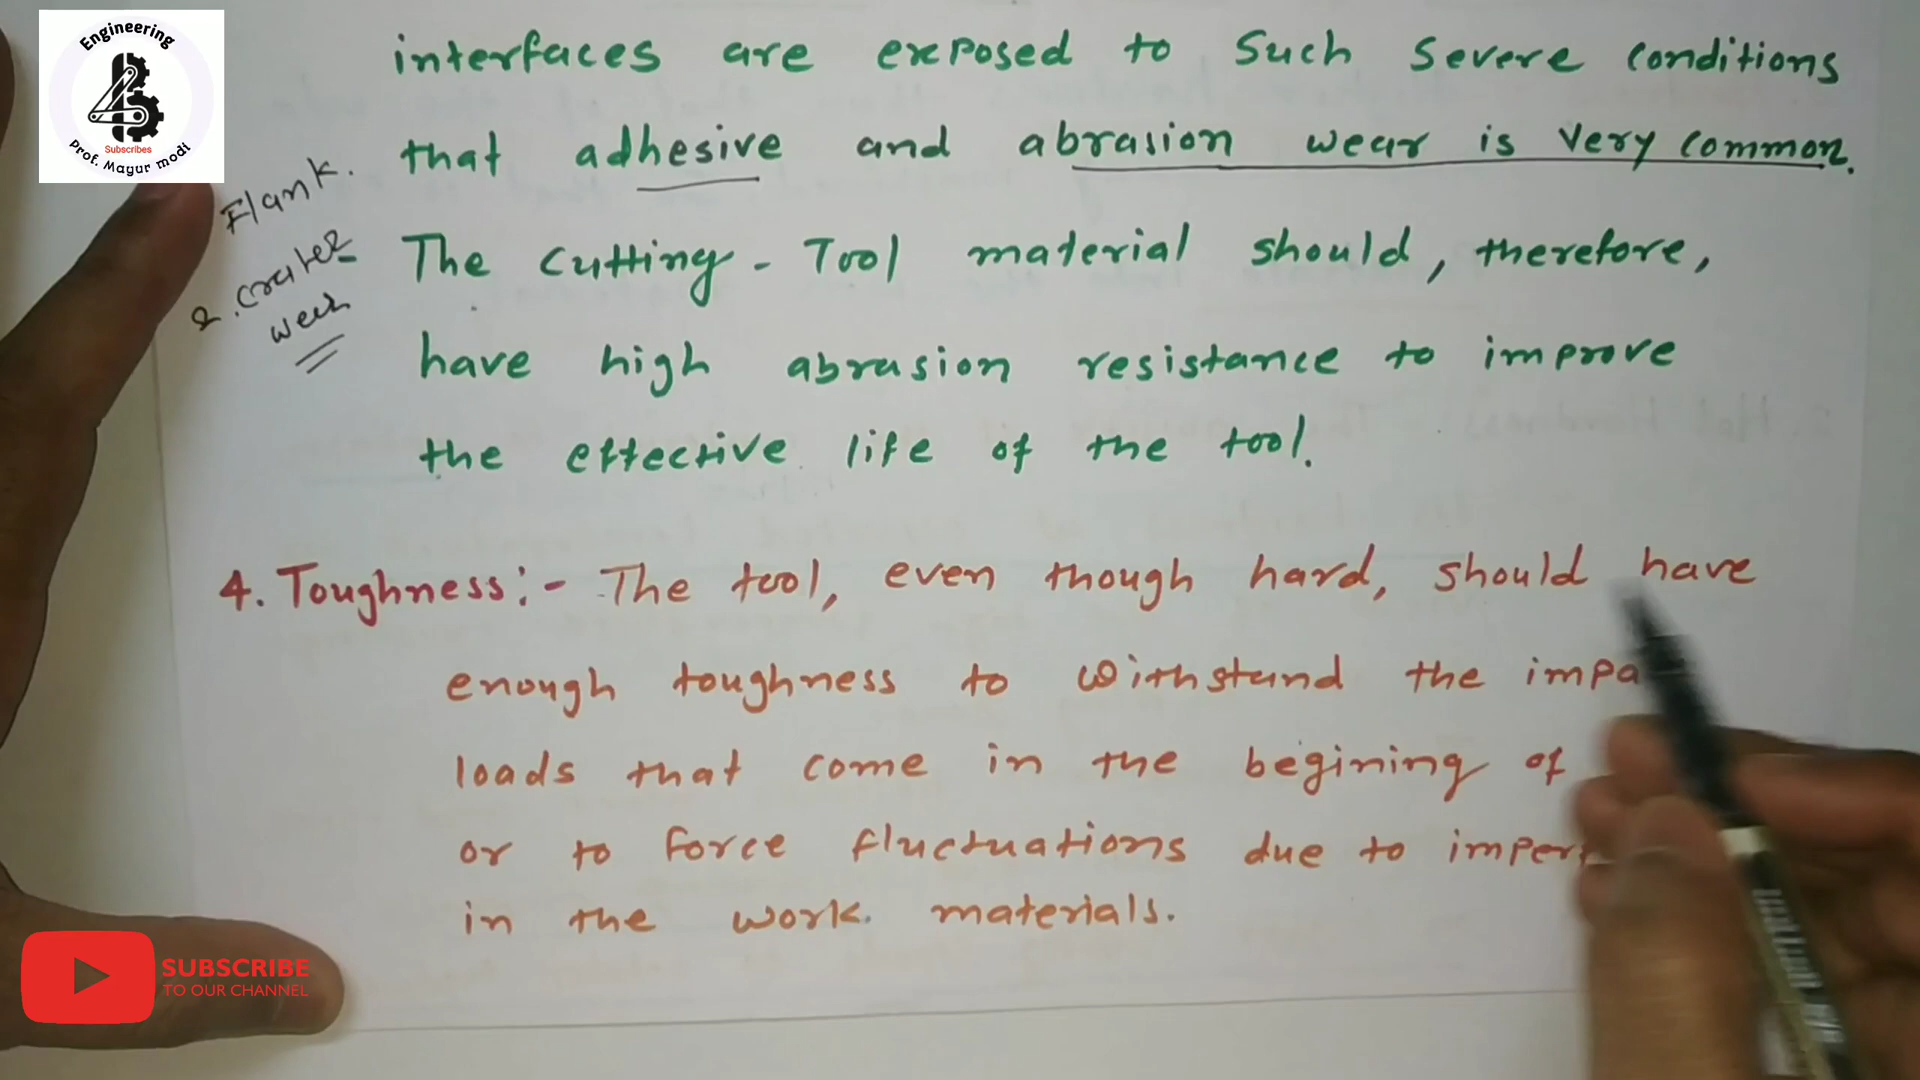 Engineering
Subscribes
Prof. Mayur modi
interfaces are exposed to Such Severe conditions
that adhesive and abrasion wear is very common.
Flank.
& crater
wear
The Cutting - Tool material should, therefore,
have high abrasion resistance to improve
the effective life of the tool.
4. Toughness:- The tool, even though hard, should have
enough toughness to withstand the
loads that come in the begining of
or to force fluctuations due to
in the work materials.
SUBSCRIBE
TO OUR CHANNEL